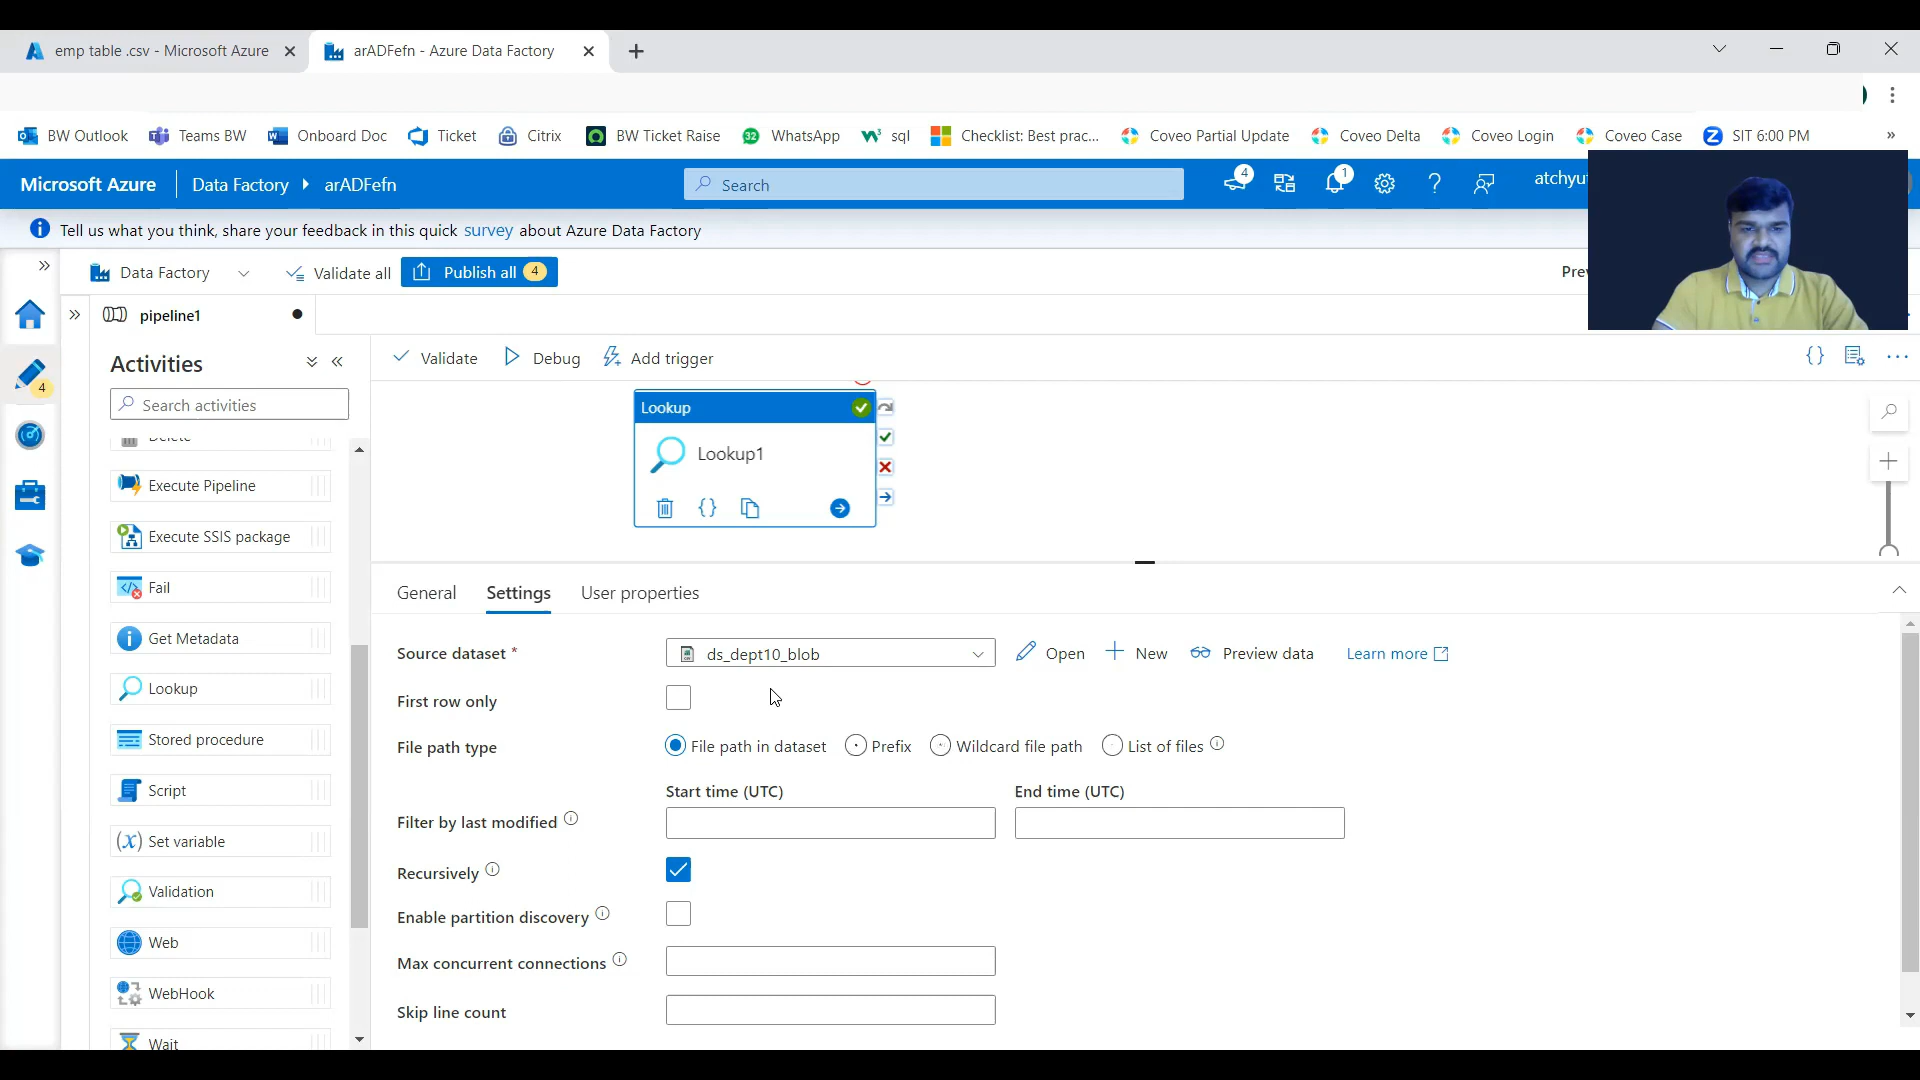 emp table .csv - Microsoft Azure
arADFefn - Azure Data Factory
BW Outlook
Teams BW
Onboard Doc
Ticket
Citrix
BW Ticket Raise
32
WhatsApp
sql
Checklist: Best prac...
Coveo Partial Update
Coveo Delta
Coveo Login
Coveo Case
SIT 6:00 PM
»
Microsoft Azure
Data Factory
arADFefn
Search
4
1
?
Tell us what you think, share your feedback in this quick survey about Azure Data Factory
Data Factory
Validate all
Publish all
4
pipeline1
4
Activities
Search activities
Delete
Execute Pipeline
Execute SSIS package
Fail
Get Metadata
Lookup
Stored procedure
Script
(x) Set variable
Validation
Web
WebHook
Wait
Validate
Debug
Add trigger
{}
Lookup
Lookup1
{}
General
Settings
User properties
Source dataset *
ds_dept10_blob
Open
New
Preview data
Learn more
First row only
File path type
File path in dataset
Prefix
Wildcard file path
List of files
Start time (UTC)
End time (UTC)
Filter by last modified
Recursively
Enable partition discovery
Max concurrent connections
Skip line count